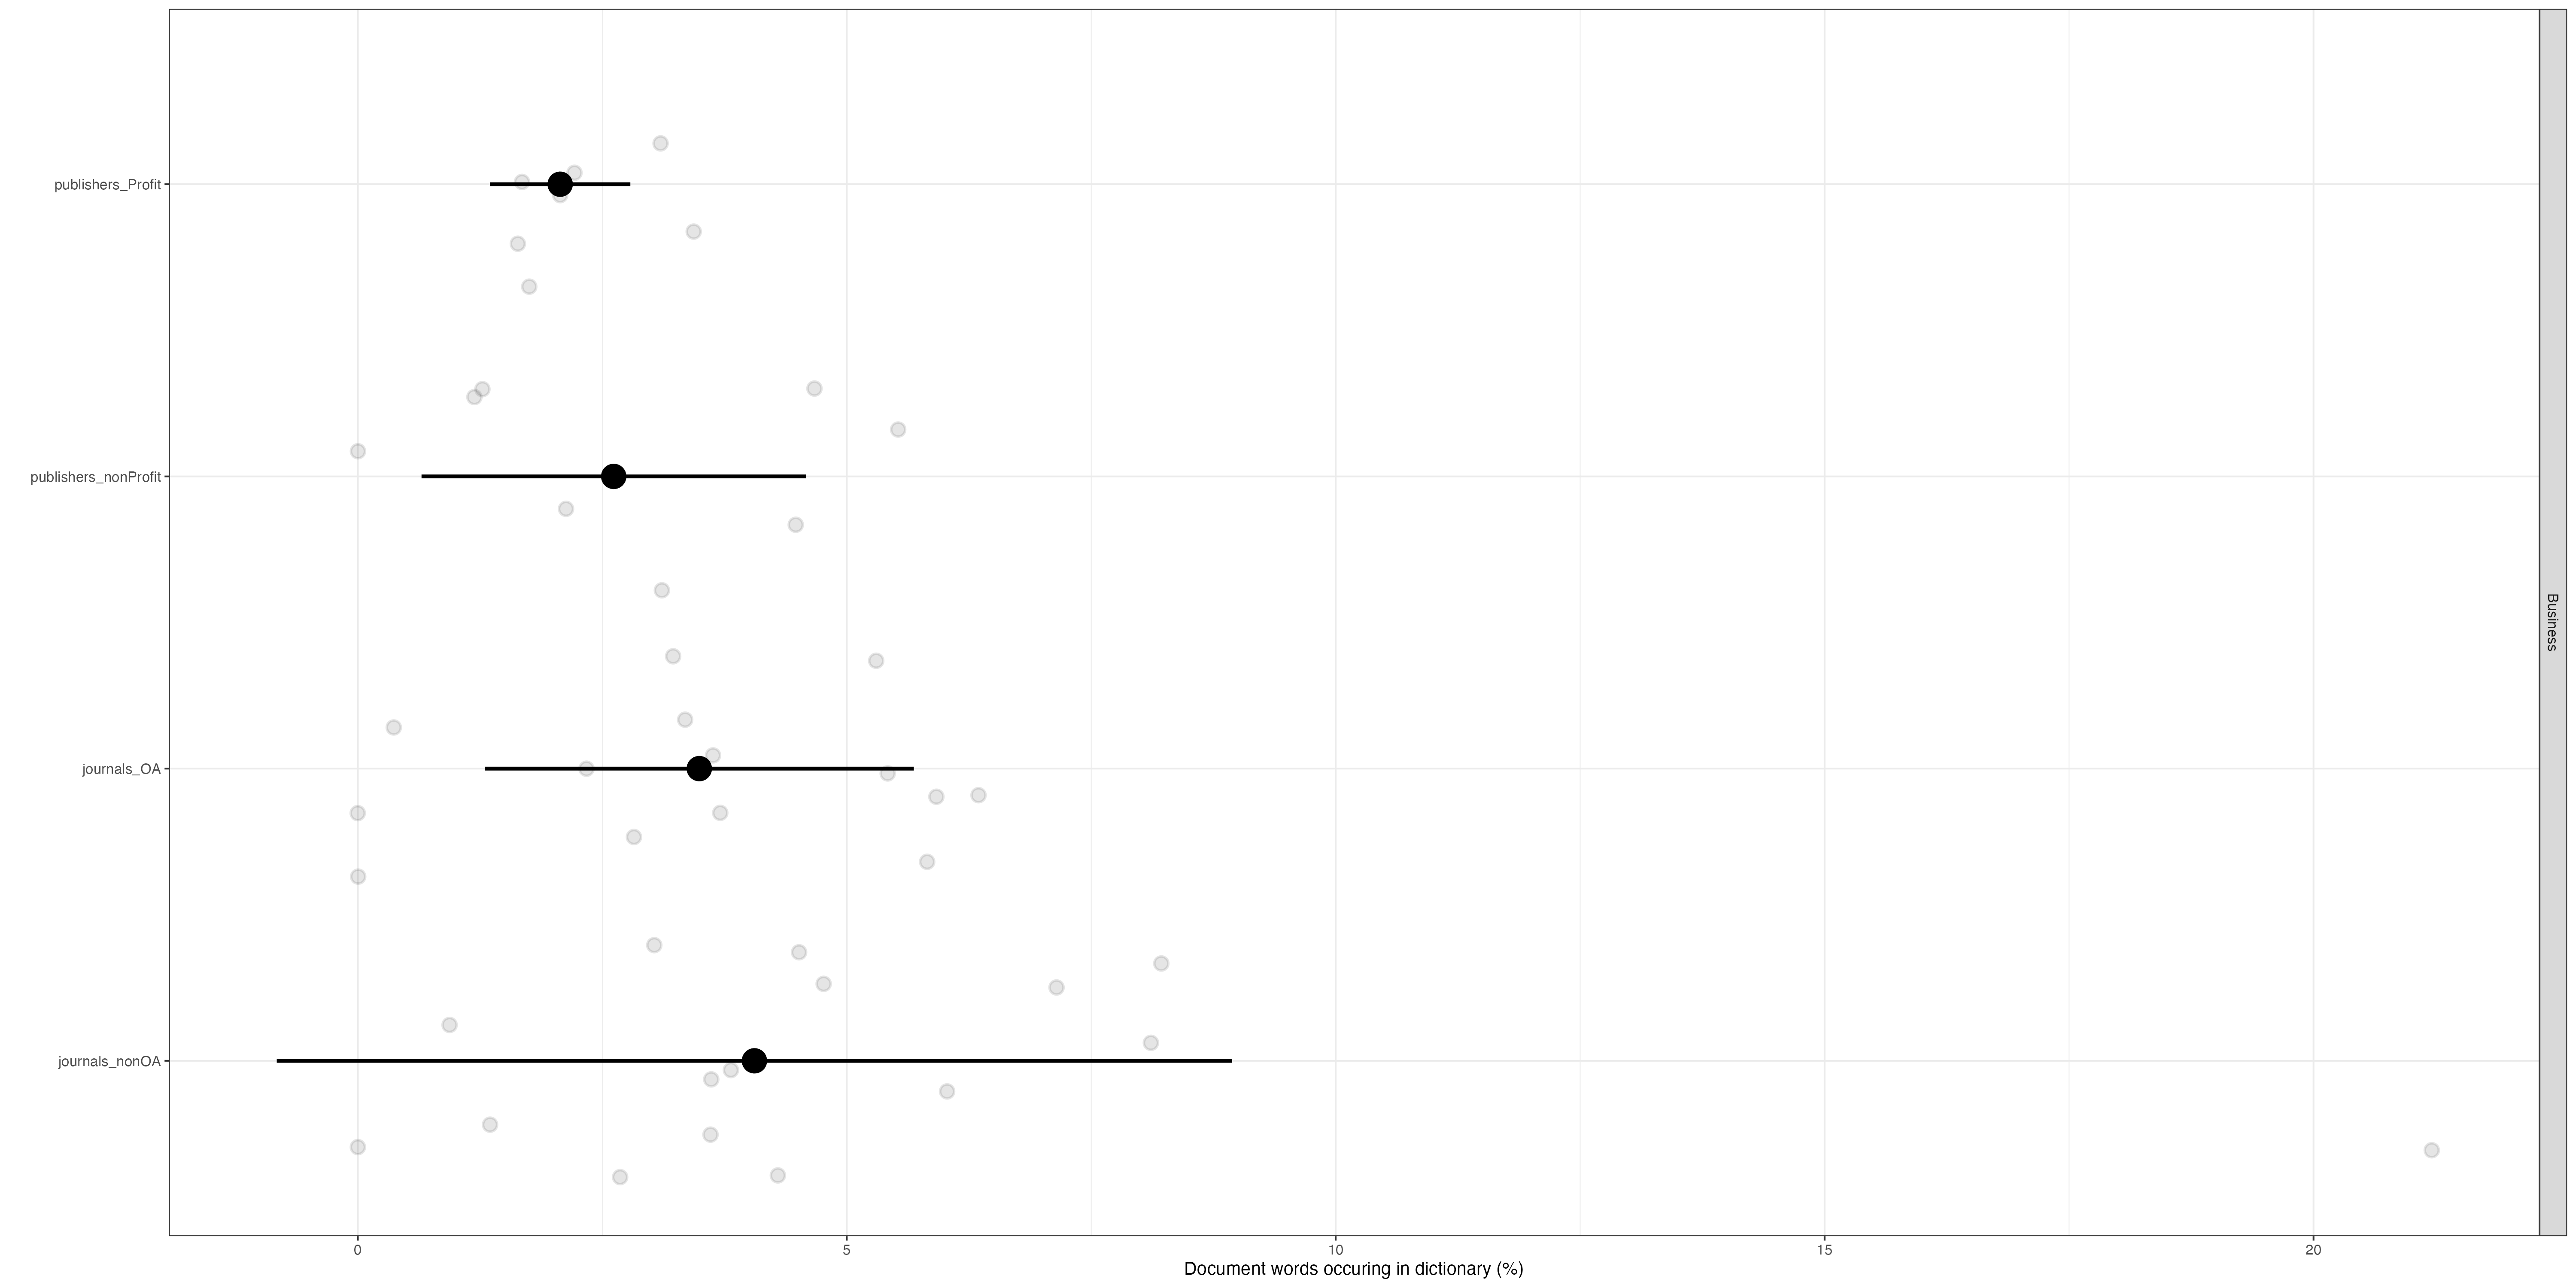 publishers_Profit
publishers_nonProfit
journals_OA
journals_nonOA
Business
0 5 10 15 20
Document words occuring in dictionary (%)